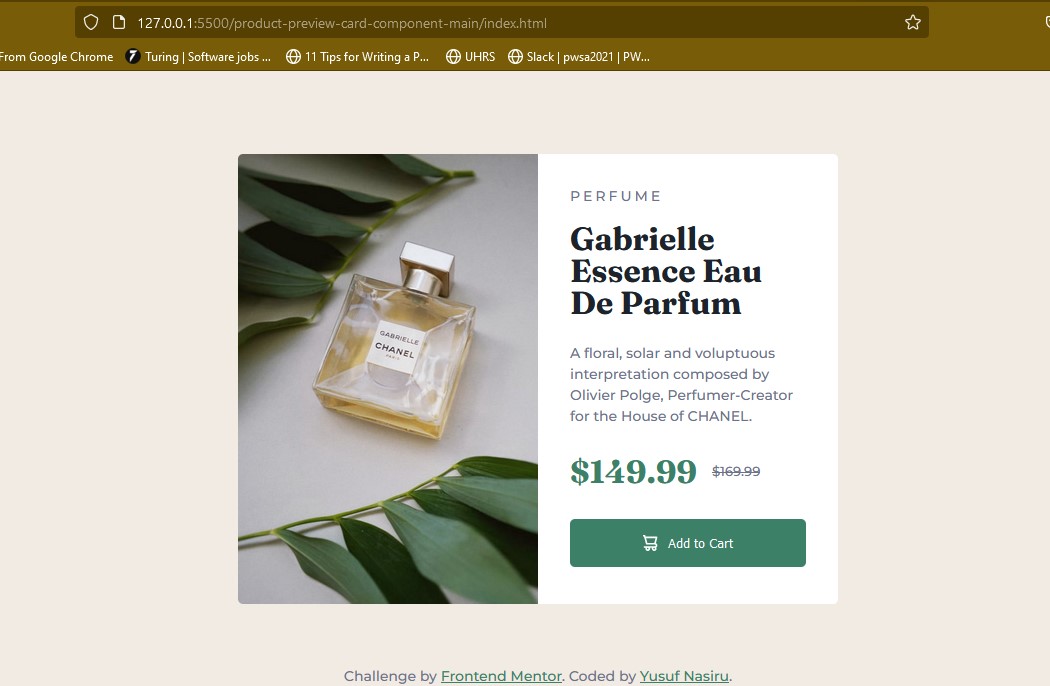 127.0.0.1:5500/product-preview-card-component-main/index.html
From Google Chrome
Turing | Software jobs ...
11 Tips for Writing a P...
UHRS
Slack | pwsa2021 | PW...
GABRIELLE
CHANEL
PARIS
PERFUME
Gabrielle
Essence Eau
De Parfum
A floral, solar and voluptuous
interpretation composed by
Olivier Polge, Perfumer-Creator
for the House of CHANEL.
$149.99 $169.99
Add to Cart
Challenge by Frontend Mentor. Coded by Yusuf Nasiru.